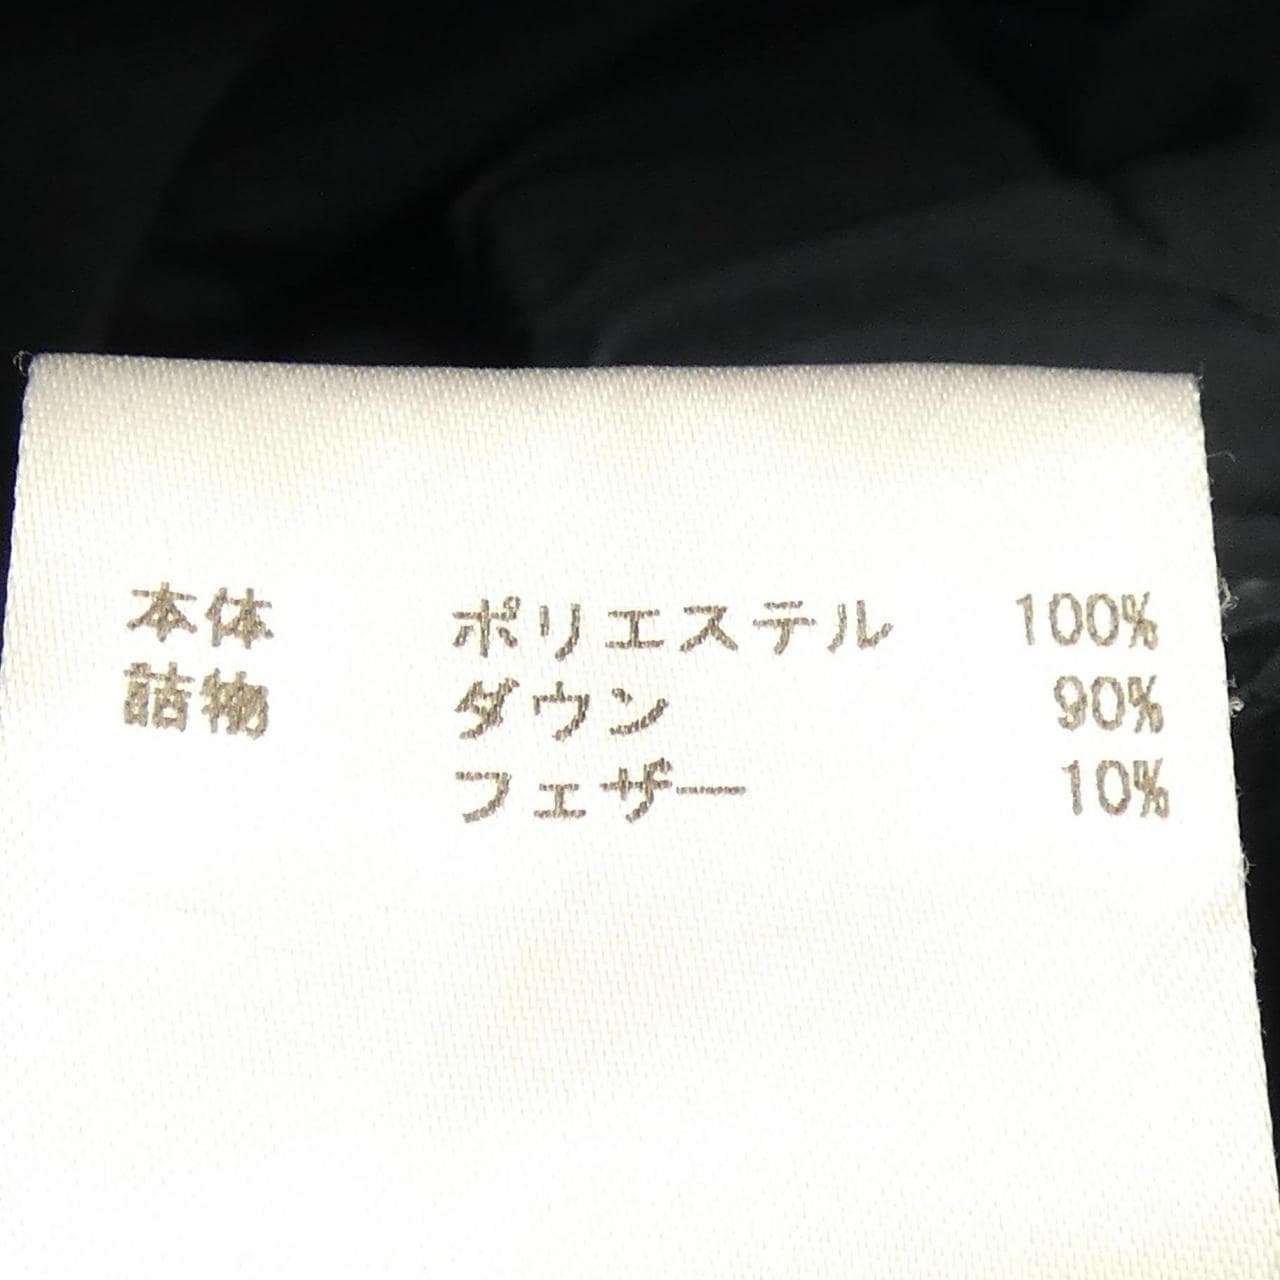 本体 ポリエステル 100%
詰物 ダウン 90%
フェザー 10%